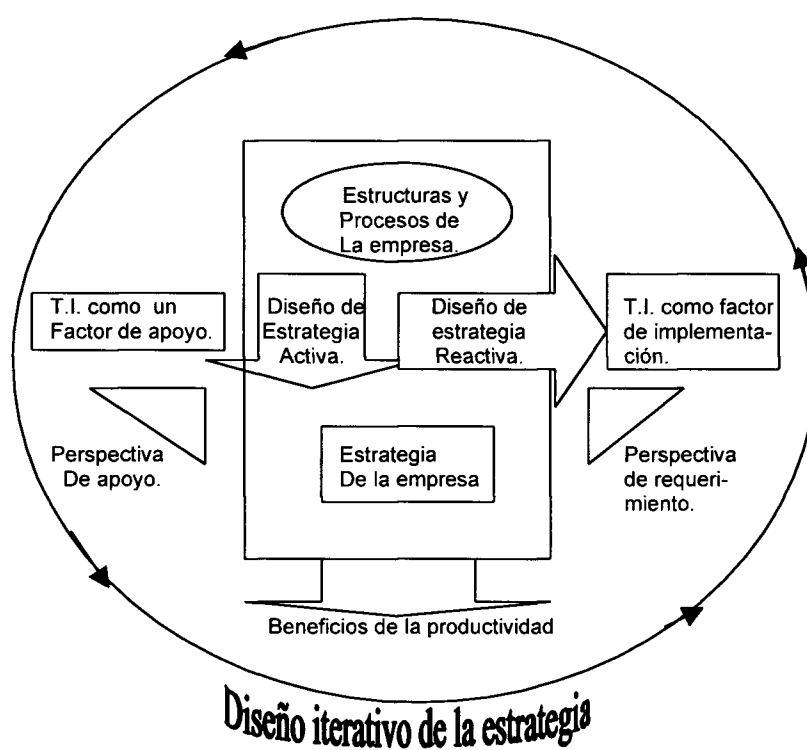 Estructuras y
Procesos de
La empresa.
T.I. como un
Factor de apoyo.
Diseño de
Estrategia
Activa.
Diseño de
estrategia
Reactiva.
T.I. como factor
de implementa-
ción.
Perspectiva
De apoyo.
Estrategia
De la empresa
Perspectiva
de requeri-
miento.
Beneficios de la productividad
Diseño iterativo de la estrategia